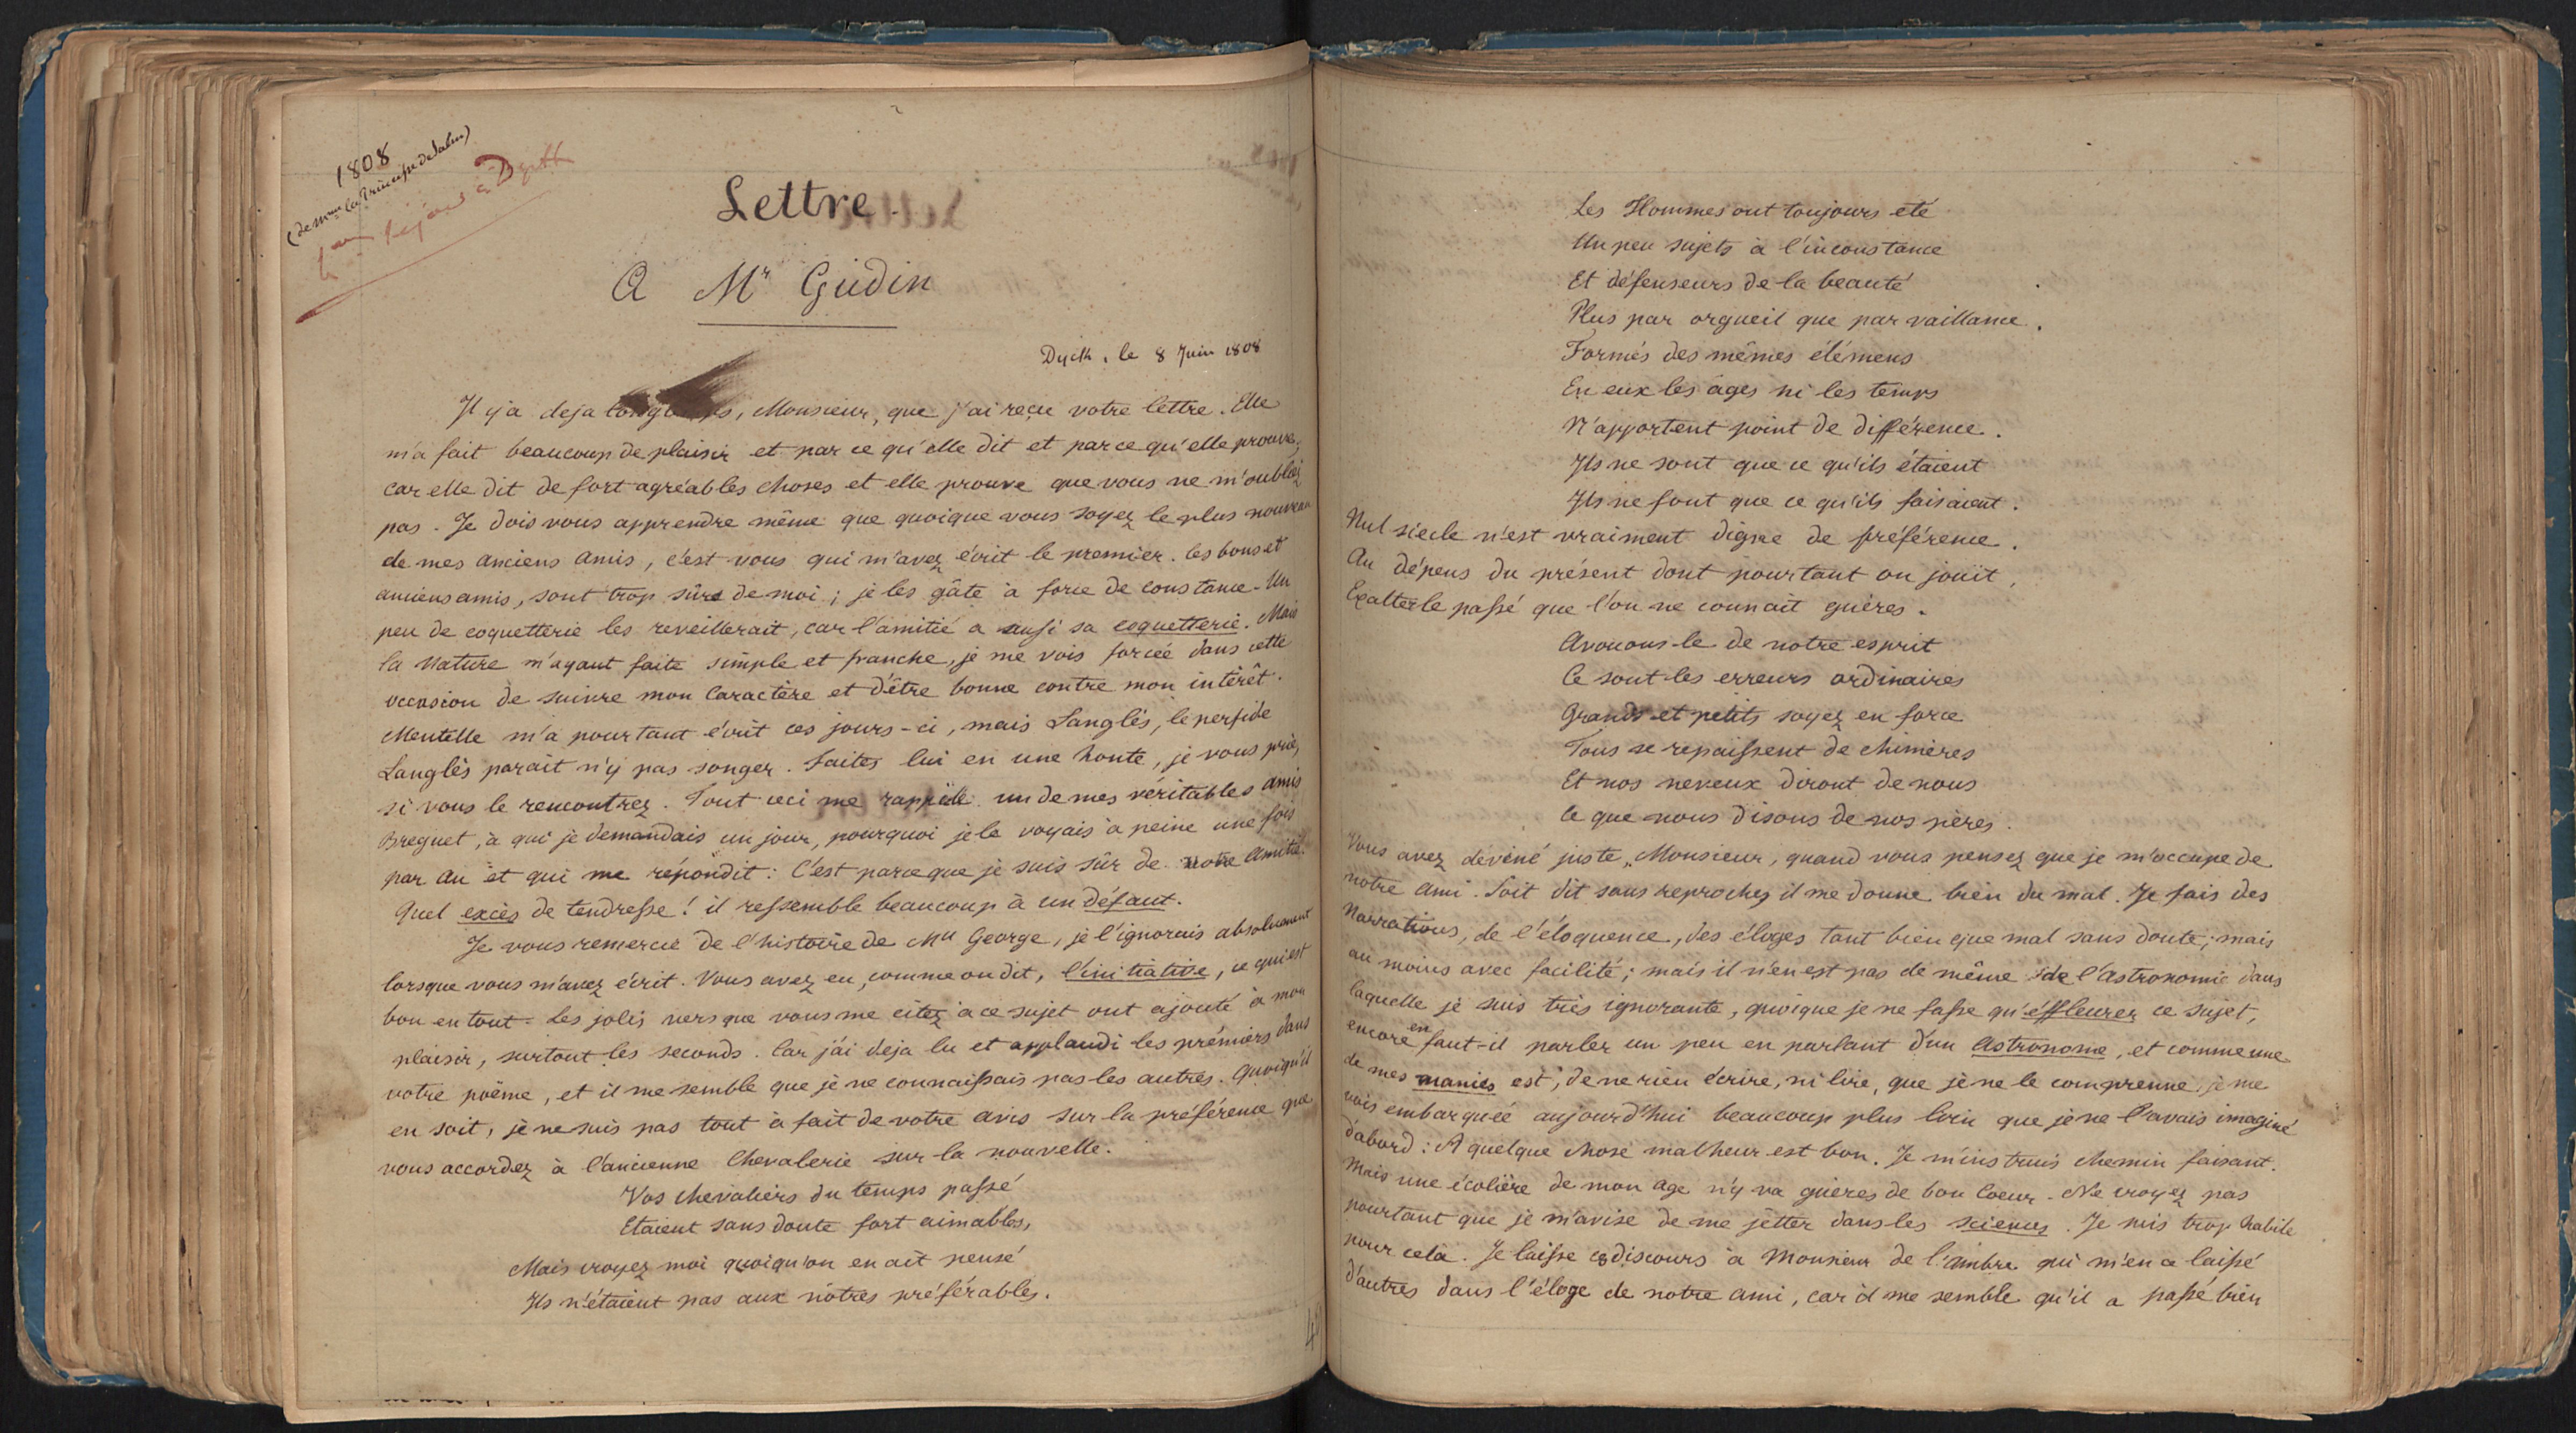 1808
(de Mme la Princesse de Salm)
séjour à Dyck
Lettre.
A Mr Gudin
Dyck, le 8 Juin 1808
Il y a deja longtemps, Monsieur, que j'ai reçu votre lettre. Elle
m'a fait beaucoup de plaisir et par ce qu'elle dit et par ce qu'elle prouve,
car elle dit de fort agréables choses et elle prouve que vous ne m'oubliez
pas. Je dois vous apprendre même que quoique vous soyez le plus nouveau
de mes anciens amis, c'est vous qui m'avez écrit le premier. les bons et
anciens amis, sont trop sûrs de moi; je les gâte à force de constance. Un
peu de coquetterie les reveillerait, car l'amitié a aussi sa coquetterie. Mais
la Nature m'ayant faite simple et franche, je me vois forcée dans cette
occasion de suivre mon Caractère et d'être bonne contre mon intérêt.
Mentelle m'a pourtant écrit ces jours-ci, mais Langlès, le perfide
Langlès parait n'y pas songer. Faites lui en une honte, je vous prie,
si vous le rencontrez. Tout ceci me rappelle un de mes veritables amis
Breguet, à qui je demandais un jour, pourquoi je le voyais à peine une fois
par an et qui me répondit: C'est parceque je suis sûr de notre Amitié.
Quel excès de tendresse! il ressemble beaucoup à un défaut.
Je vous remercie de l'histoire de Mlle George, je l'ignorais absolument
lorsque vous m'avez écrit. Vous avez eu, comme on dit, l'initiative, ce qui est
bon en tout. Les jolis vers que vous me citez à ce sujet ont ajouté à mon
plaisir, surtout les seconds. Car j'ai deja lu et applaudi les prémiers dans
votre poëme, et il me semble que je ne connaissais pas les autres. Quoiqu'il
en soit, je ne suis pas tout à fait de votre avis sur la préférence que
vous accordez à l'ancienne Chevalerie sur la nouvelle.
Vos chevaliers du temps passé
Etaient sans doute fort aimables,
Mais croyez moi quoiqu'on en ait pensé
Ils n'étaient pas aux nôtres préférables.
Les Hommes ont toujours été
Un peu sujets à l'inconstance
Et défenseurs de la beauté
Plus par orgueil que par vaillance.
Formés des mêmes élémens
En eux les âges ni les temps
N'apportent point de différence.
Ils ne sont que ce qu'ils étaient
Ils ne font que ce qu'ils faisaient.
Nul siecle n'est vraiment digne de préférence.
Au dépens du présent dont pourtant on jouit,
Exalter le passé que l'on ne connait guères.
Avouons-le de notre esprit
Ce sont les erreurs ordinaires
Grands et petits soyez en force
Tous se repaissent de chimères
Et nos neveux diront de nous
Ce que nous disons de nos pères.
Vous avez déviné juste, Monsieur, quand vous pensez que je m'occupe de
notre ami. Soit dit sans reproches il me donne bien du mal. Je fais des
Narrations, de l'éloquence, des éloges tant bien que mal sans doute; mais
au moins avec facilité; mais il n'en est pas de même de l'astronomie dans
laquelle je suis très ignorante, quoique je ne fasse qu'éffleurer ce sujet,
encore en faut-il parler un peu en parlant d'un Astronome, et comme une
de mes manies est, de ne rien écrire, ni lire, que je ne le comprenne, je me
vois embarquée aujourd'hui beaucoup plus loin que je ne l'avais imaginé
d'abord: A quelque chose malheur est bon. Je m'instruis chemin faisant.
Mais une écolière de mon age n'y va guères de bon Coeur. Ne croyez pas
pourtant que je m'avise de me jetter dans les sciences. Je suis trop habile
pour celà. Je laisse ce discours à Monsieur de l'ambre qui m'en a laissé
d'autres dans l'éloge de notre ami, car il me semble qu'il a passé bien